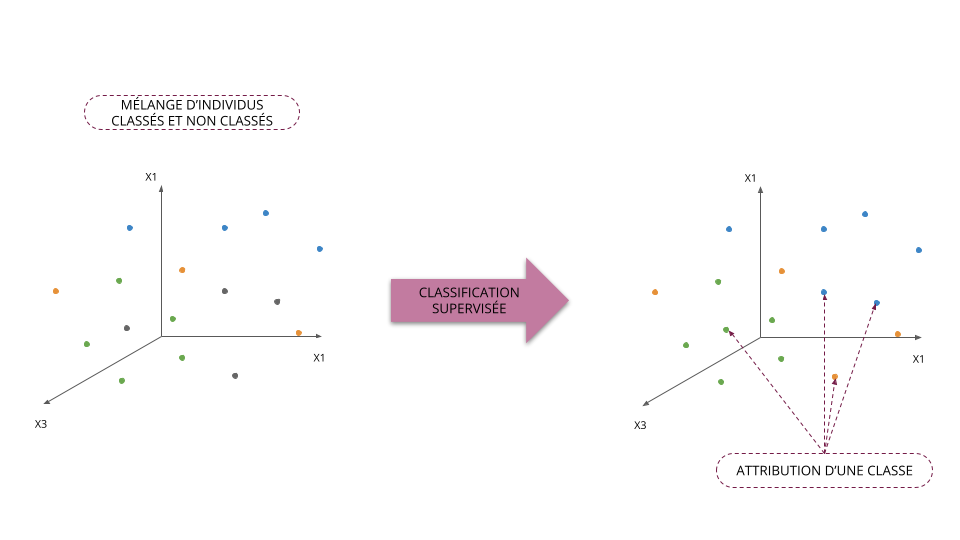 MÉLANGE D'INDIVIDUS
CLASSÉS ET NON CLASSÉS
X1
X1
X3
CLASSIFICATION
SUPERVISÉE
X1
X1
X3
ATTRIBUTION D'UNE CLASSE